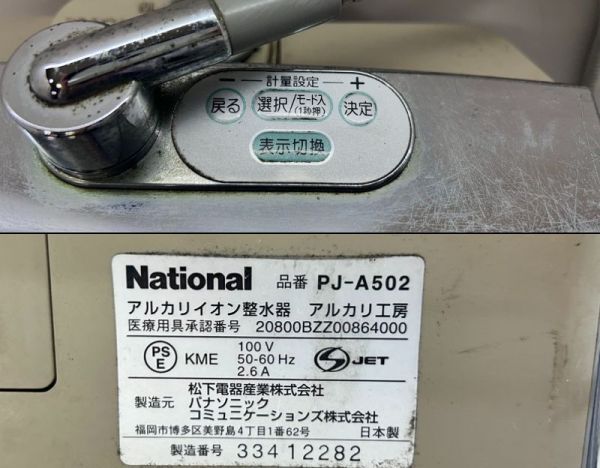 − 計量設定 +
戻る 選択/モード入(1秒押) 決定
表示切換
National 品番 PJ-A502
アルカリイオン整水器 アルカリ工房
医療用具承認番号 20800BZZ00864000
PSE KME 100 V
50-60 Hz
2.6 A
JET
製造元 松下電器産業株式会社
パナソニック
コミュニケーションズ株式会社
福岡市博多区美野島4丁目1番62号 日本製
製造番号 33412282